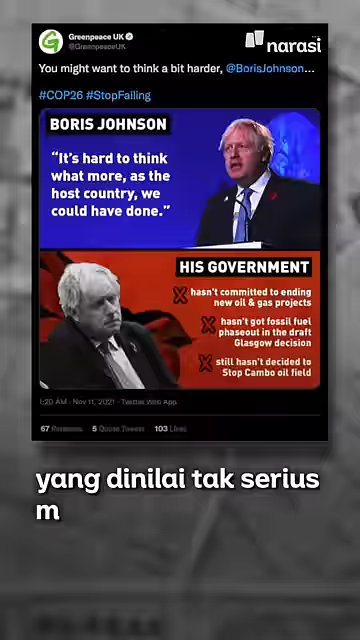 Greenpeace UK
@GreenpeaceUK
narasi
You might want to think a bit harder, @BorisJohnson...
#COP26 #StopFailing
BORIS JOHNSON
“It’s hard to think
what more, as the
host country, we
could have done.”
HIS GOVERNMENT
hasn’t committed to ending
new oil & gas projects
hasn’t got fossil fuel
phaseout in the draft
Glasgow decision
still hasn’t decided to
Stop Cambo oil field
1:20 AM · Nov 11, 2021 · Twitter Web App
67 Retweets 5 Quote Tweets 103 Likes
yang dinilai tak serius
m